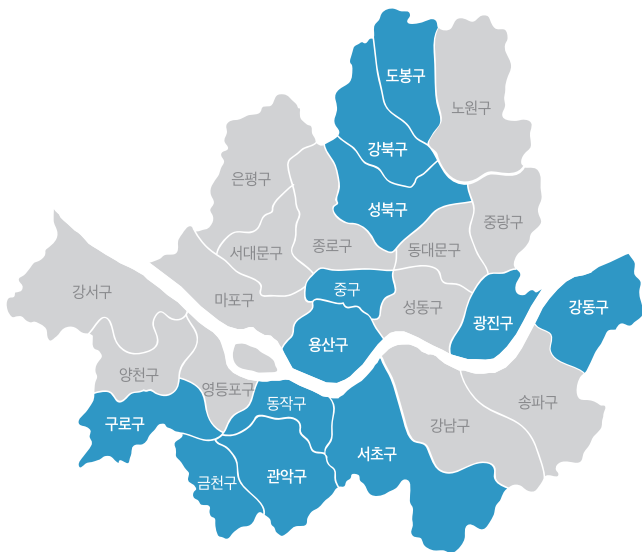 도봉구
노원구
강북구
은평구
성북구
중랑구
서대문구
종로구
동대문구
강서구
마포구
중구
성동구
광진구
강동구
용산구
양천구
영등포구
동작구
송파구
구로구
강남구
서초구
금천구
관악구